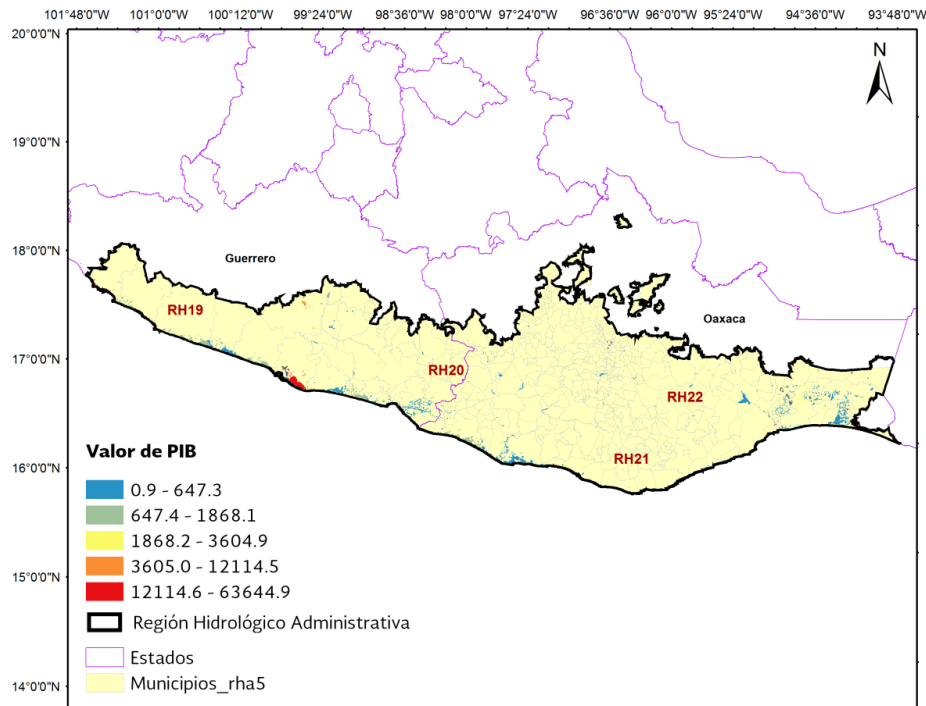 101°48'0"W 101°0'0"W 100°12'0"W 99°24'0"W 98°36'0"W 98°0'0"W 97°24'0"W 96°36'0"W 96°0'0"W 95°24'0"W 94°36'0"W 93°48'0"W
20°0'0"N
N
19°0'0"N
18°0'0"N
Guerrero
Oaxaca
RH19
17°0'0"N
RH20
RH22
RH21
16°0'0"N
15°0'0"N
14°0'0"N
Valor de PIB
0.9 - 647.3
647.4 - 1868.1
1868.2 - 3604.9
3605.0 - 12114.5
12114.6 - 63644.9
Región Hidrológico Administrativa
Estados
Municipios_rha5